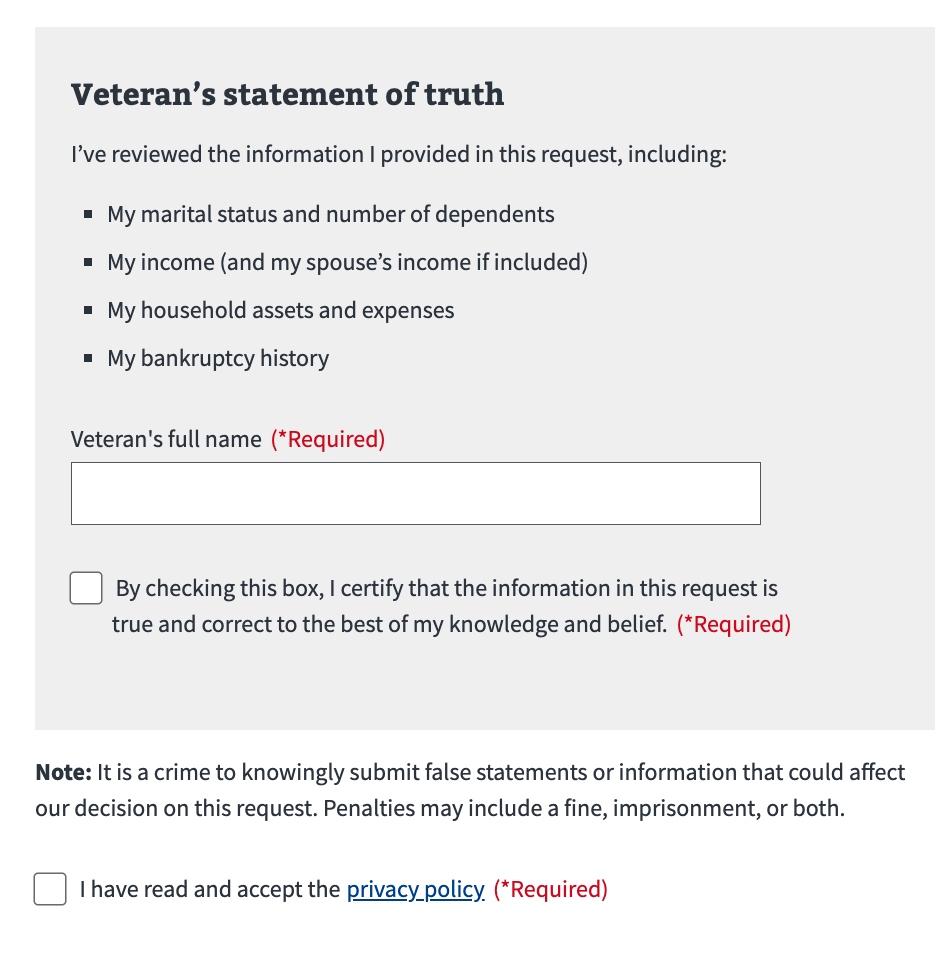 Veteran’s statement of truth
I’ve reviewed the information I provided in this request, including:
▪ My marital status and number of dependents
▪ My income (and my spouse’s income if included)
▪ My household assets and expenses
▪ My bankruptcy history
Veteran's full name (*Required)
By checking this box, I certify that the information in this request is
true and correct to the best of my knowledge and belief. (*Required)
Note: It is a crime to knowingly submit false statements or information that could affect
our decision on this request. Penalties may include a fine, imprisonment, or both.
I have read and accept the privacy policy (*Required)